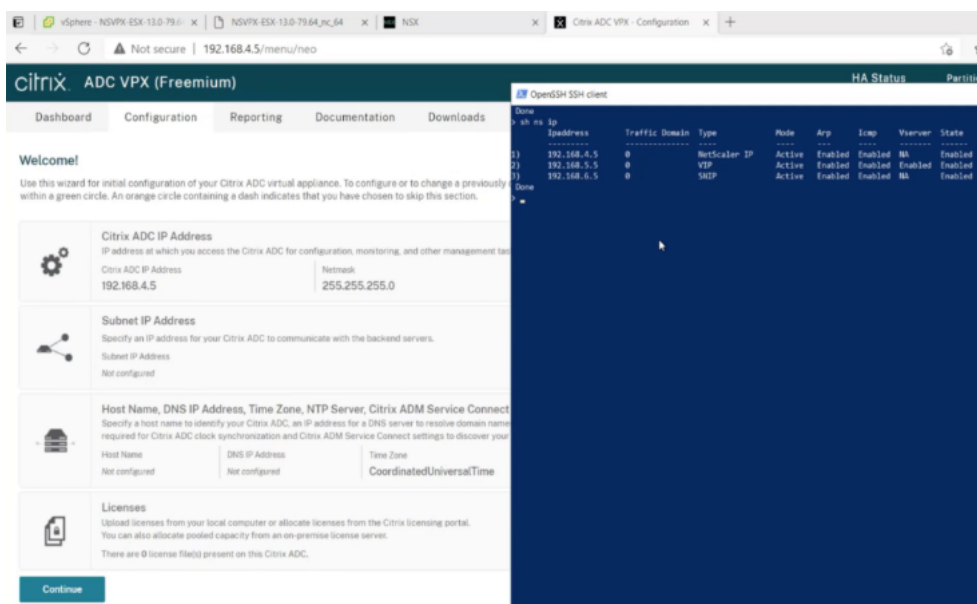 vSphere - NSVPX-ESX-13.0-79.6
NSVPX-ESX-13.0-79.64_nc_64
NSX
Citrix ADC VPX - Configuration
Not secure | 192.168.4.5/menu/neo
citrix. ADC VPX (Freemium)
HA Status
Partiti
Dashboard Configuration Reporting Documentation Downloads
Welcome!
Use this wizard for initial configuration of your Citrix ADC virtual appliance. To configure or to change a previously
within a green circle. An orange circle containing a dash indicates that you have chosen to skip this section.
Citrix ADC IP Address
IP address at which you access the Citrix ADC for configuration, monitoring, and other management tas
Citrix ADC IP Address Netmask
192.168.4.5 255.255.255.0
Subnet IP Address
Specify an IP address for your Citrix ADC to communicate with the backend servers.
Subnet IP Address
Not configured
Host Name, DNS IP Address, Time Zone, NTP Server, Citrix ADM Service Connect
Specify a host name to identify your Citrix ADC, an IP address for a DNS server to resolve domain name
required for Citrix ADC clock synchronization and Citrix ADM Service Connect settings to discover your
Host Name DNS IP Address Time Zone
Not configured Not configured CoordinatedUniversalTime
Licenses
Upload licenses from your local computer or allocate licenses from the Citrix licensing portal.
You can also allocate pooled capacity from an on-premise license server.
There are 0 license file(s) present on this Citrix ADC.
Continue
OpenSSH SSH client
Done
> sh ns ip
Ipaddress Traffic Domain Type Mode Arp Icmp Vserver State
--------- -------------- ---- ---- --- ---- ------- ------
1) 192.168.4.5 0 NetScaler IP Active Enabled Enabled NA Enabled
2) 192.168.5.5 0 VIP Active Enabled Enabled Enabled Enabled
3) 192.168.6.5 0 SNIP Active Enabled Enabled NA Enabled
Done
>